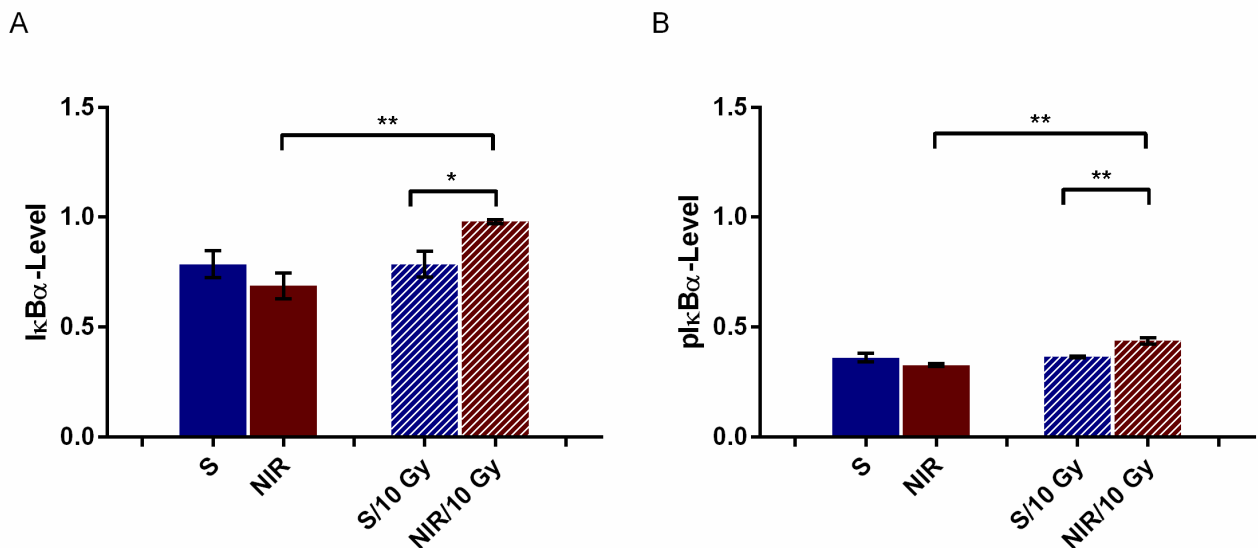 A
B
IκBα-Level
1.5
1.0
0.5
0.0
**
*
S
NIR
S/10 Gy
NIR/10 Gy
pIκBα-Level
1.5
1.0
0.5
0.0
**
**
S
NIR
S/10 Gy
NIR/10 Gy